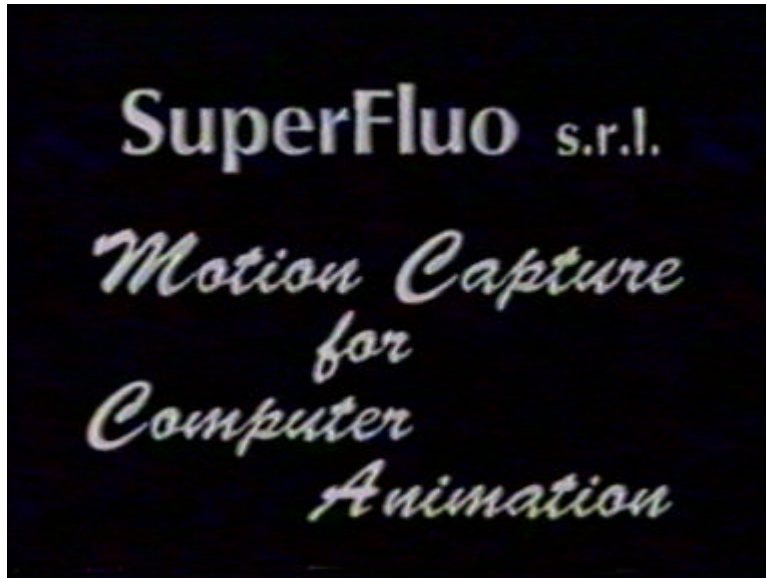 SuperFluo s.r.l.
Motion Capture
for
Computer
Animation